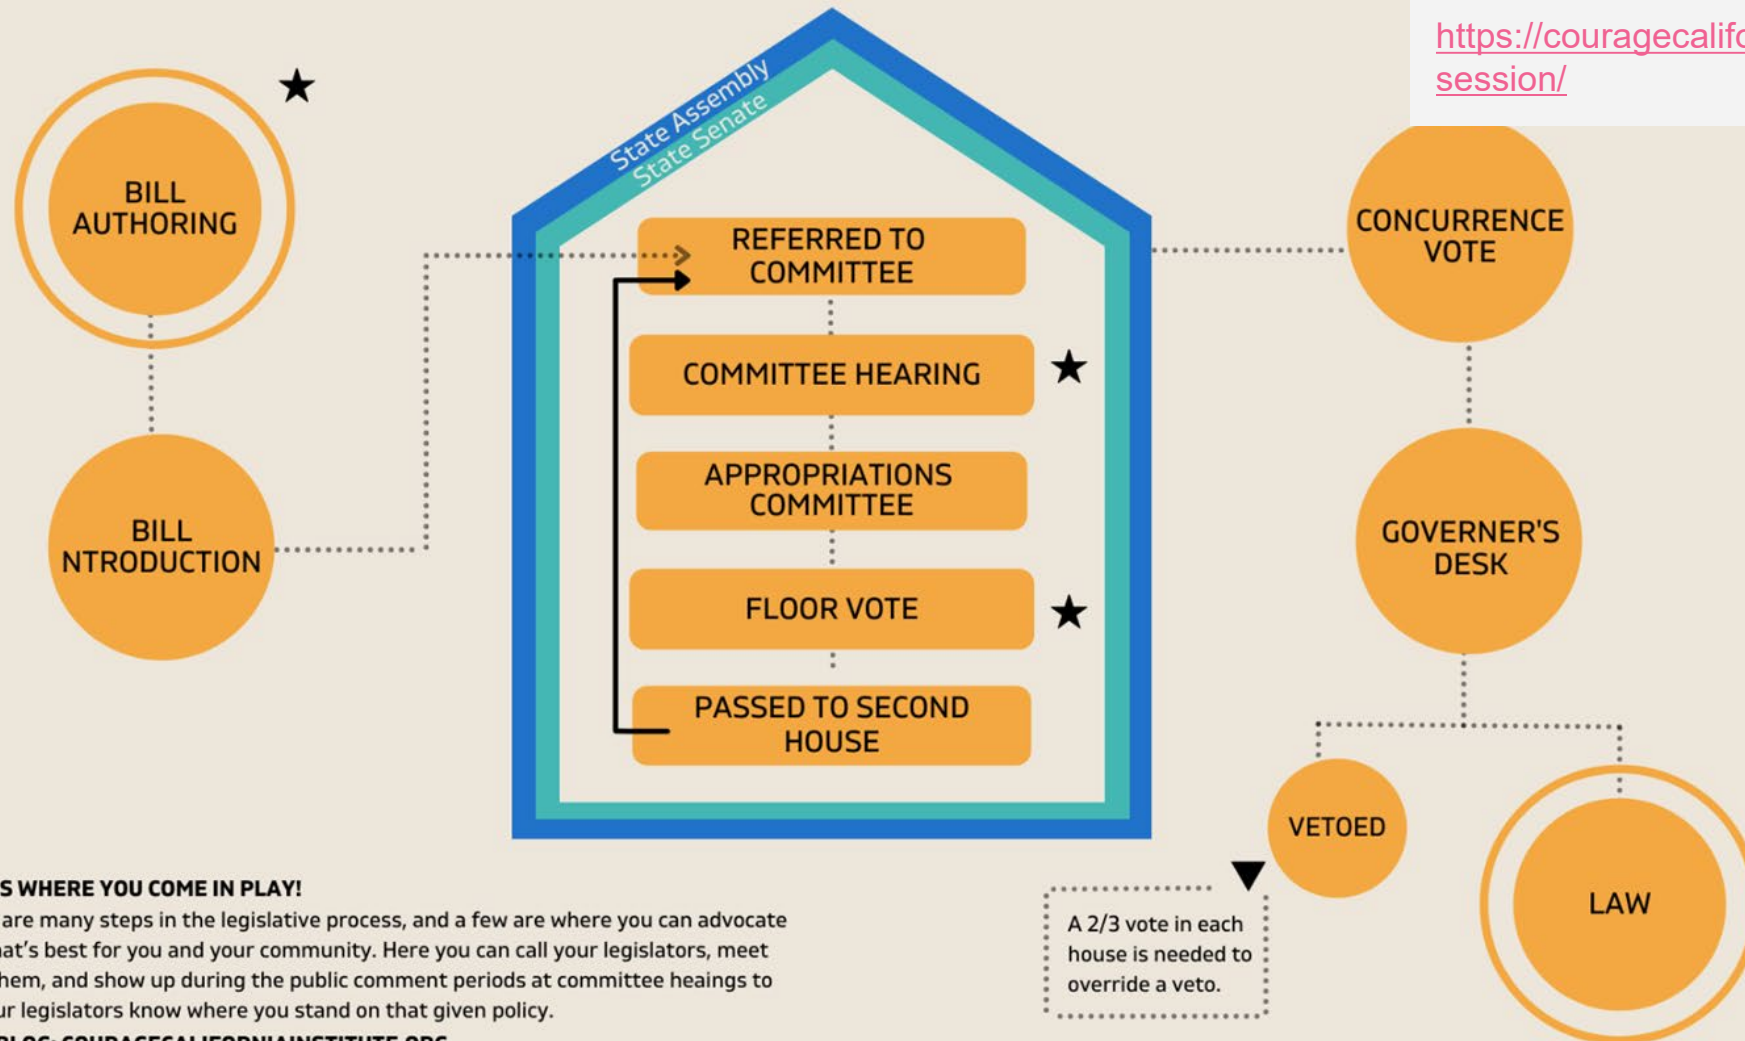 https://couragecalifo
session/
State Assembly
State Senate
BILL
AUTHORING
BILL
NTRODUCTION
REFERRED TO
COMMITTEE
COMMITTEE HEARING
APPROPRIATIONS
COMMITTEE
FLOOR VOTE
PASSED TO SECOND
HOUSE
CONCURRENCE
VOTE
GOVERNER'S
DESK
VETOED
LAW
A 2/3 vote in each
house is needed to
override a veto.
S WHERE YOU COME IN PLAY!
are many steps in the legislative process, and a few are where you can advocate
hat's best for you and your community. Here you can call your legislators, meet
hem, and show up during the public comment periods at committee heaings to
ur legislators know where you stand on that given policy.
BLOG: COURAGECALIFORNIAINSTITUTE.ORG